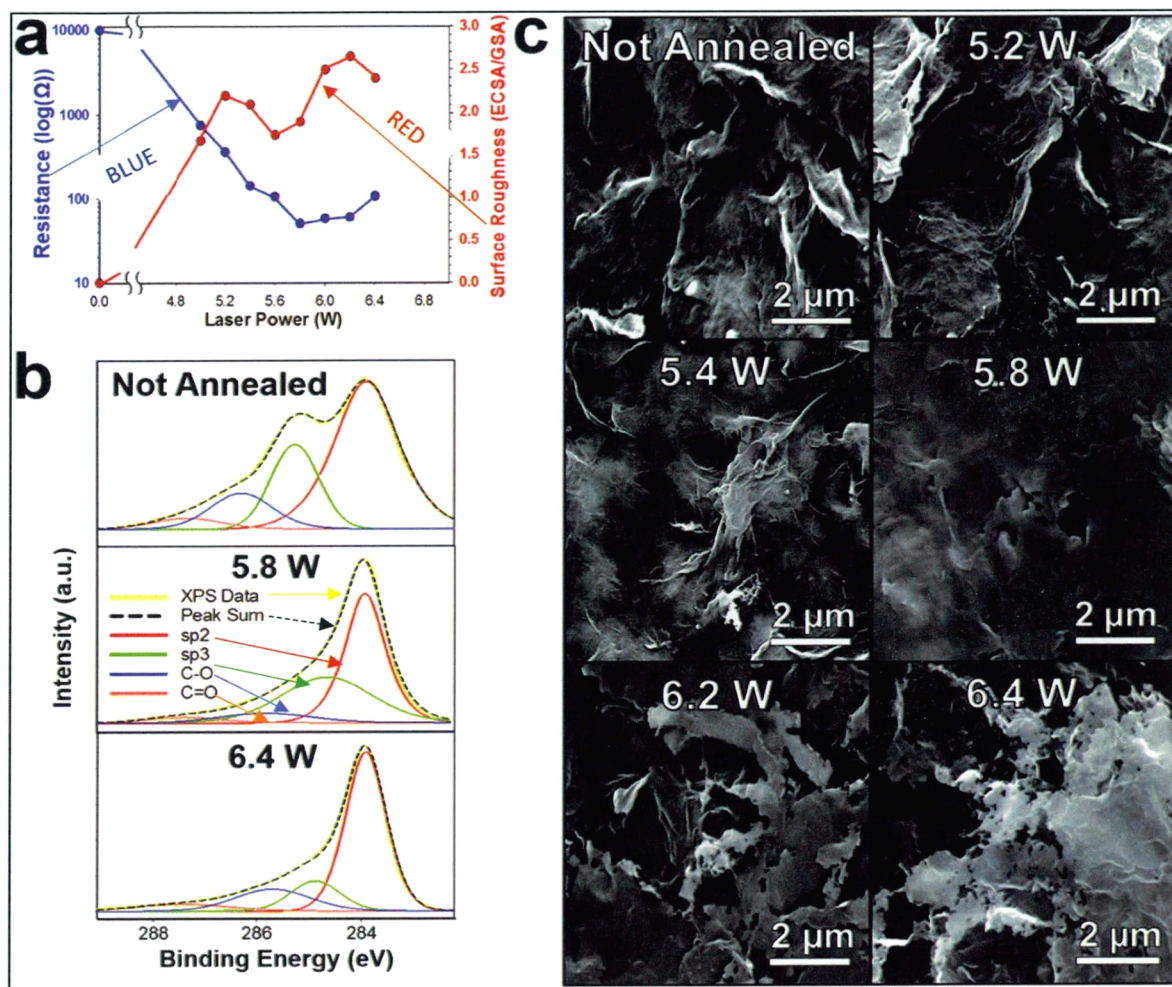 a
Resistance (log(Ω))
10000
1000
100
10
BLUE
RED
3.0
2.5
2.0
1.5
1.0
0.5
0.0
Surface Roughness (ECSA/GSA)
0.0 4.8 5.2 5.6 6.0 6.4 6.8
Laser Power (W)
b
Intensity (a.u.)
Not Annealed
5.8 W
XPS Data
Peak Sum
sp2
sp3
C-O
C=O
6.4 W
288 286 284
Binding Energy (eV)
c
Not Annealed
2 µm
5.2 W
2 µm
5.4 W
2 µm
5.8 W
2 µm
6.2 W
2 µm
6.4 W
2 µm